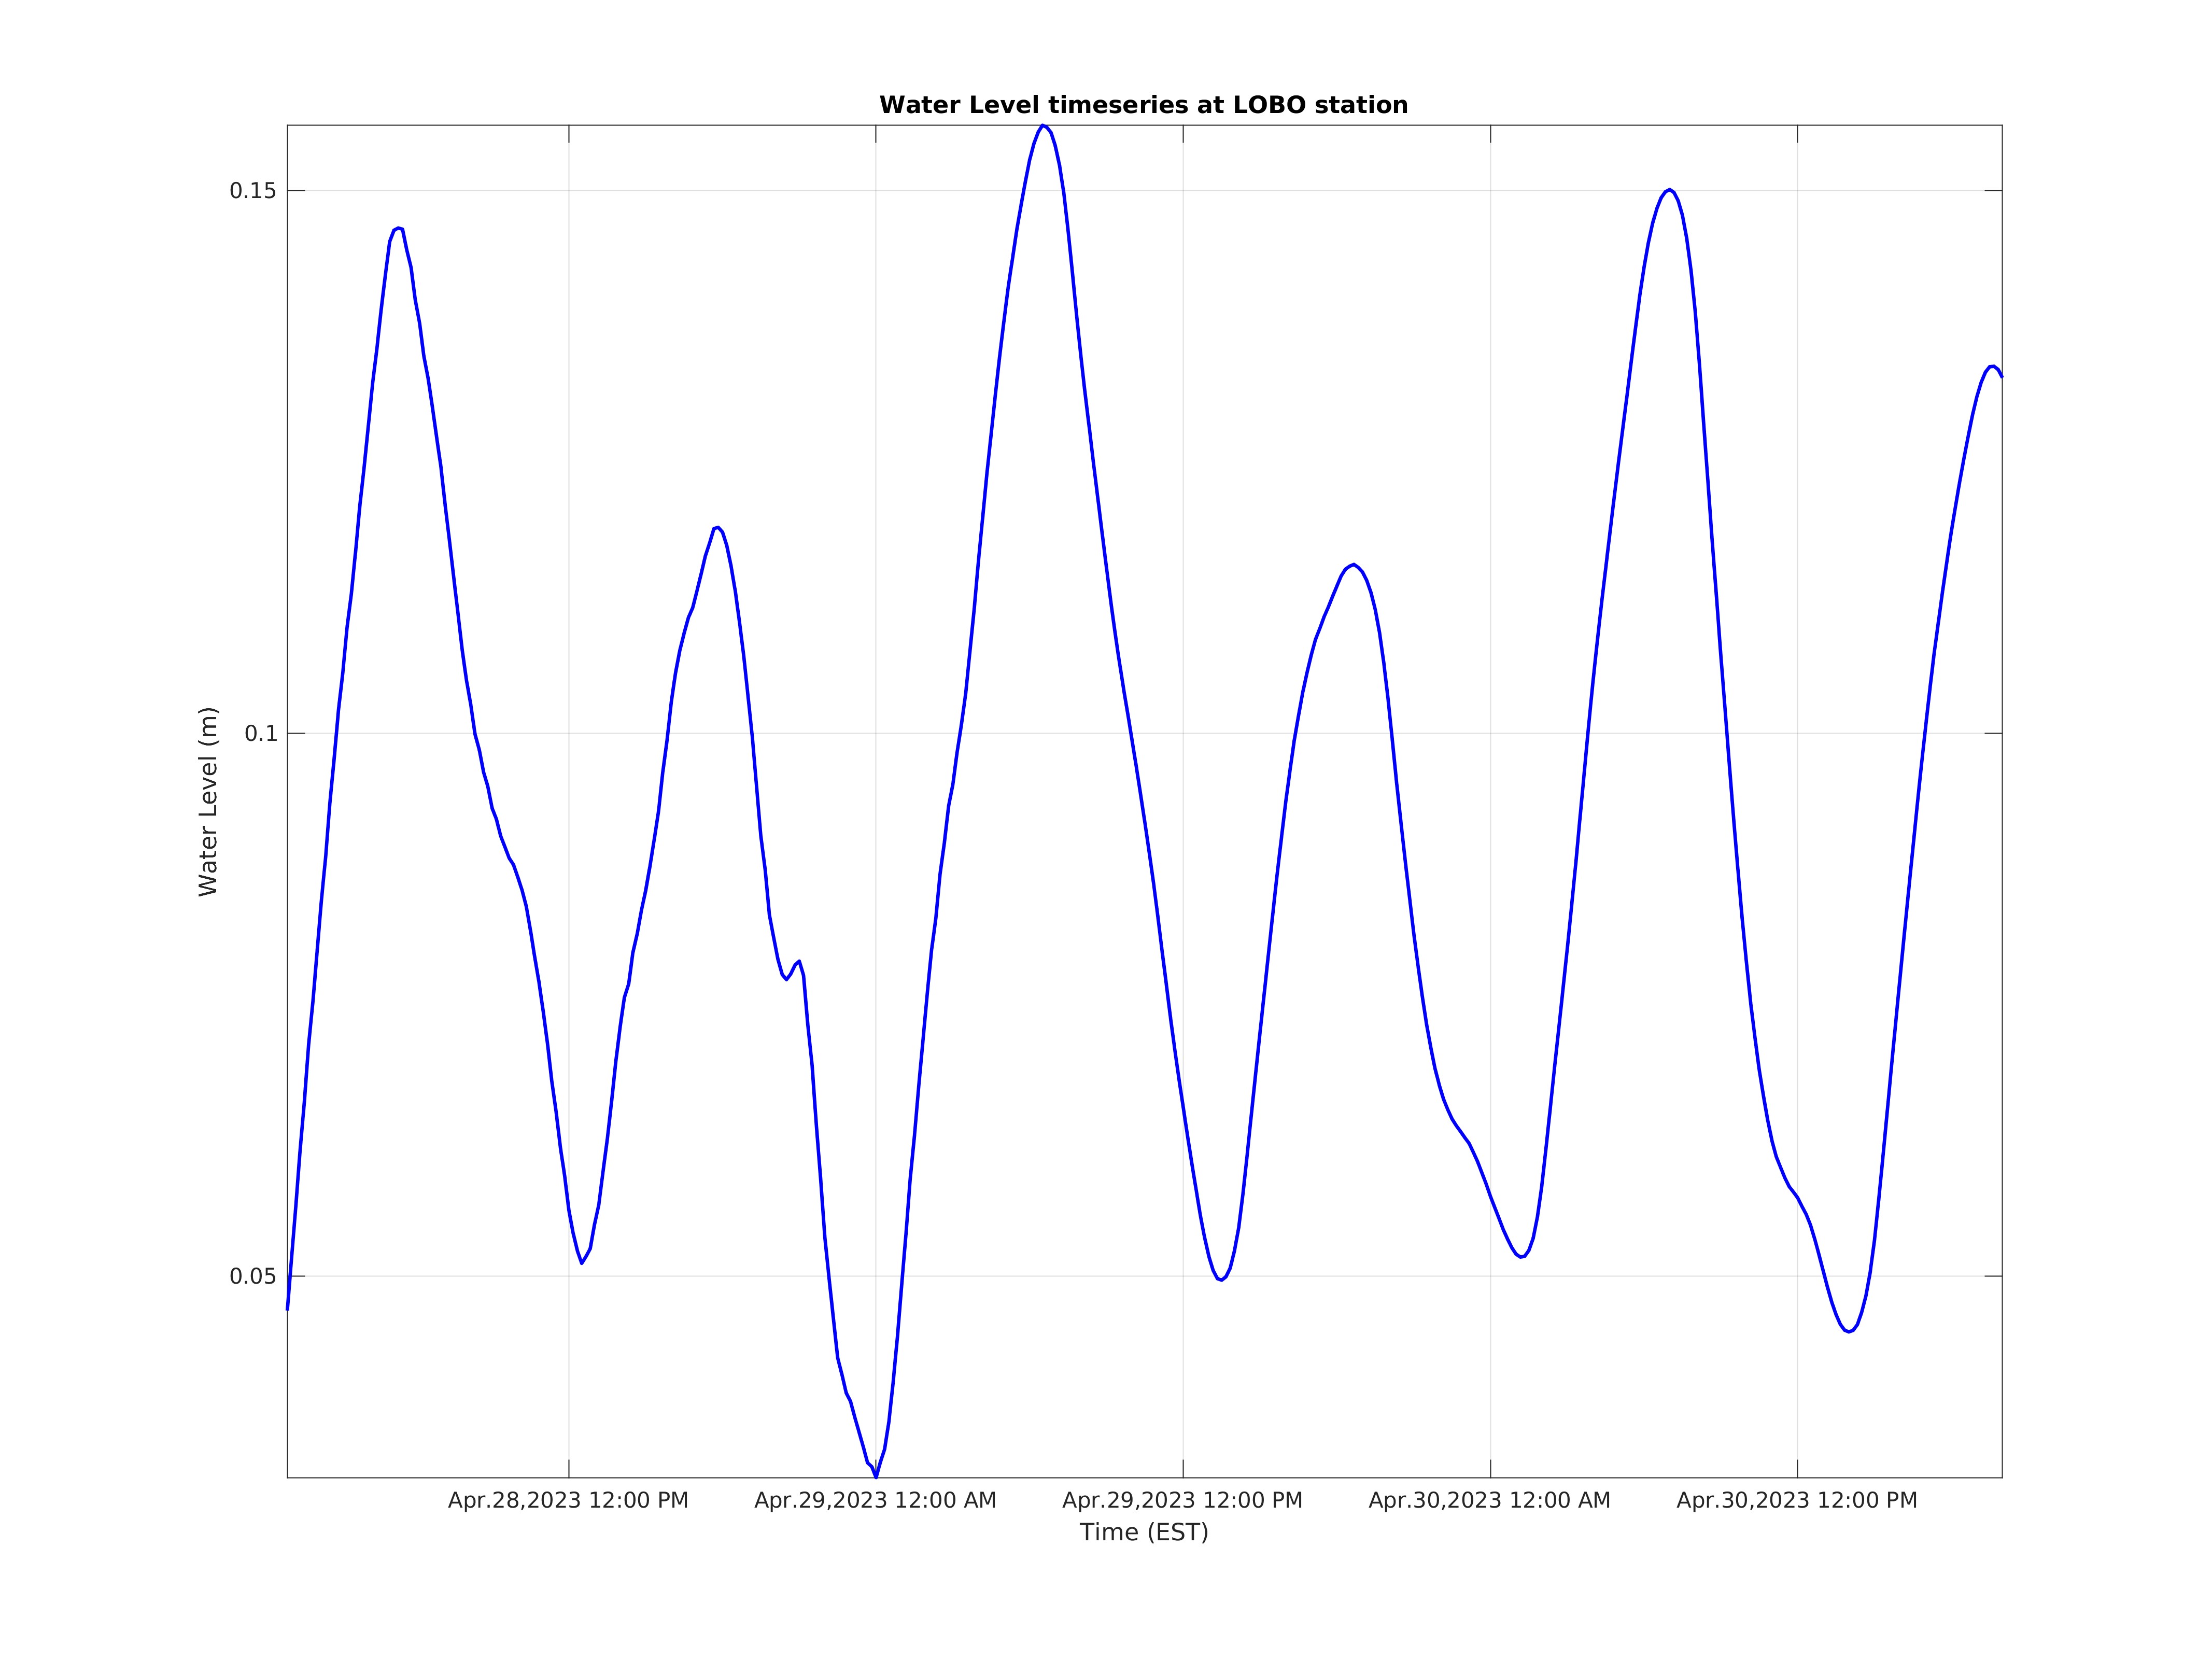 Water Level timeseries at LOBO station
0.15
0.1
0.05
Water Level (m)
Apr.28,2023 12:00 PM
Apr.29,2023 12:00 AM
Apr.29,2023 12:00 PM
Apr.30,2023 12:00 AM
Apr.30,2023 12:00 PM
Time (EST)